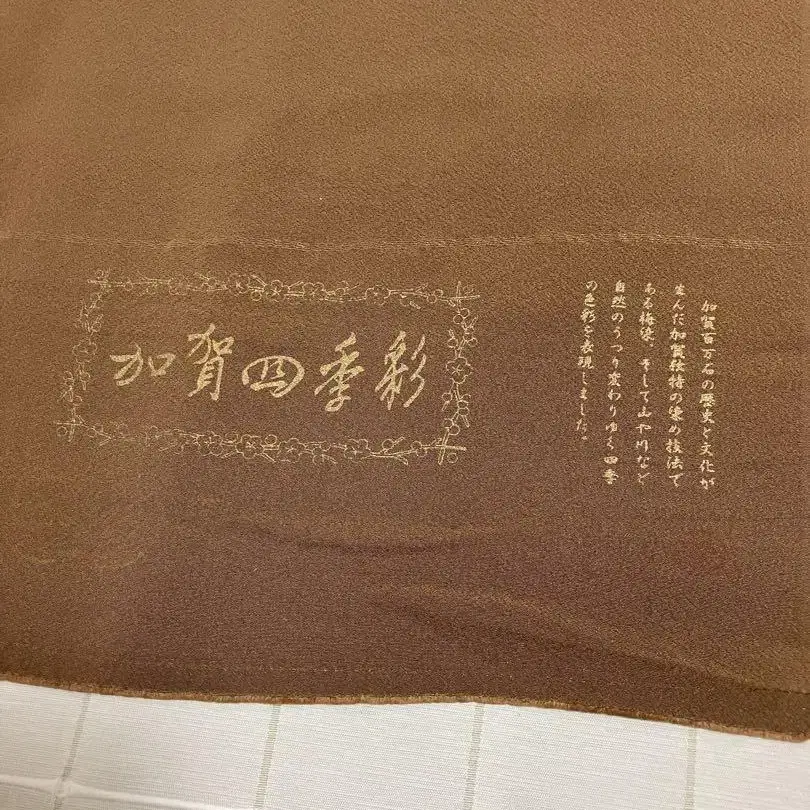 加賀四季彩
加賀百万石の歴史と文化が
生んだ加賀独特の染め技法で
ある梅染、そして山や川など
自然のうつり変わりゆく四季
の色彩を表現しました。